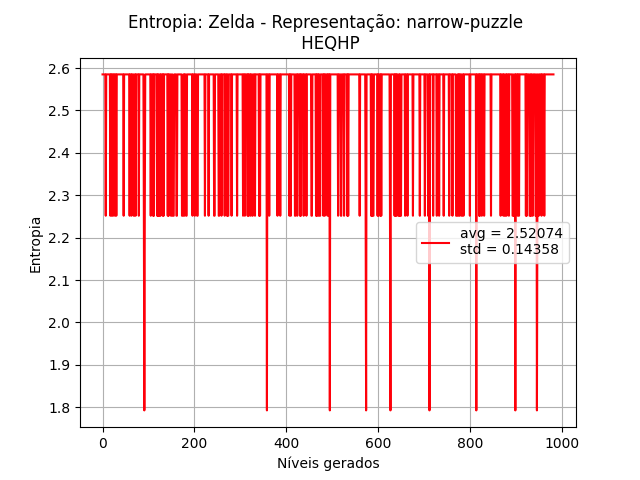 Entropia: Zelda - Representação: narrow-puzzle
HEQHP
2.6
2.5
2.4
2.3
2.2
2.1
2.0
1.9
1.8
Entropia
avg = 2.52074
std = 0.14358
0 200 400 600 800 1000
Níveis gerados